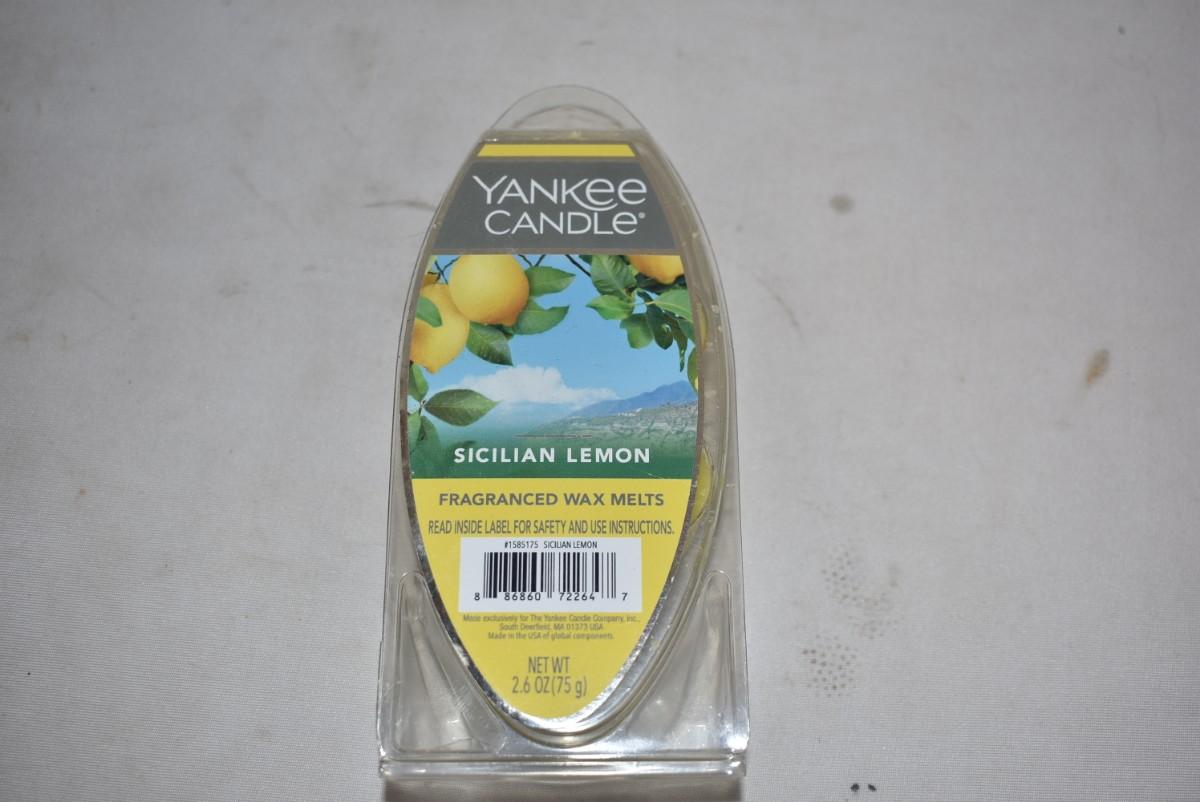 YANKEE
CANDLE®
SICILIAN LEMON
FRAGRANCED WAX MELTS
READ INSIDE LABEL FOR SAFETY AND USE INSTRUCTIONS.
#1585175 SICILIAN LEMON
8 86860 72264 7
Made exclusively for The Yankee Candle Company, Inc.,
South Deerfield, MA 01373 USA
Made in the USA of global components.
NET WT
2.6 OZ (75 g)